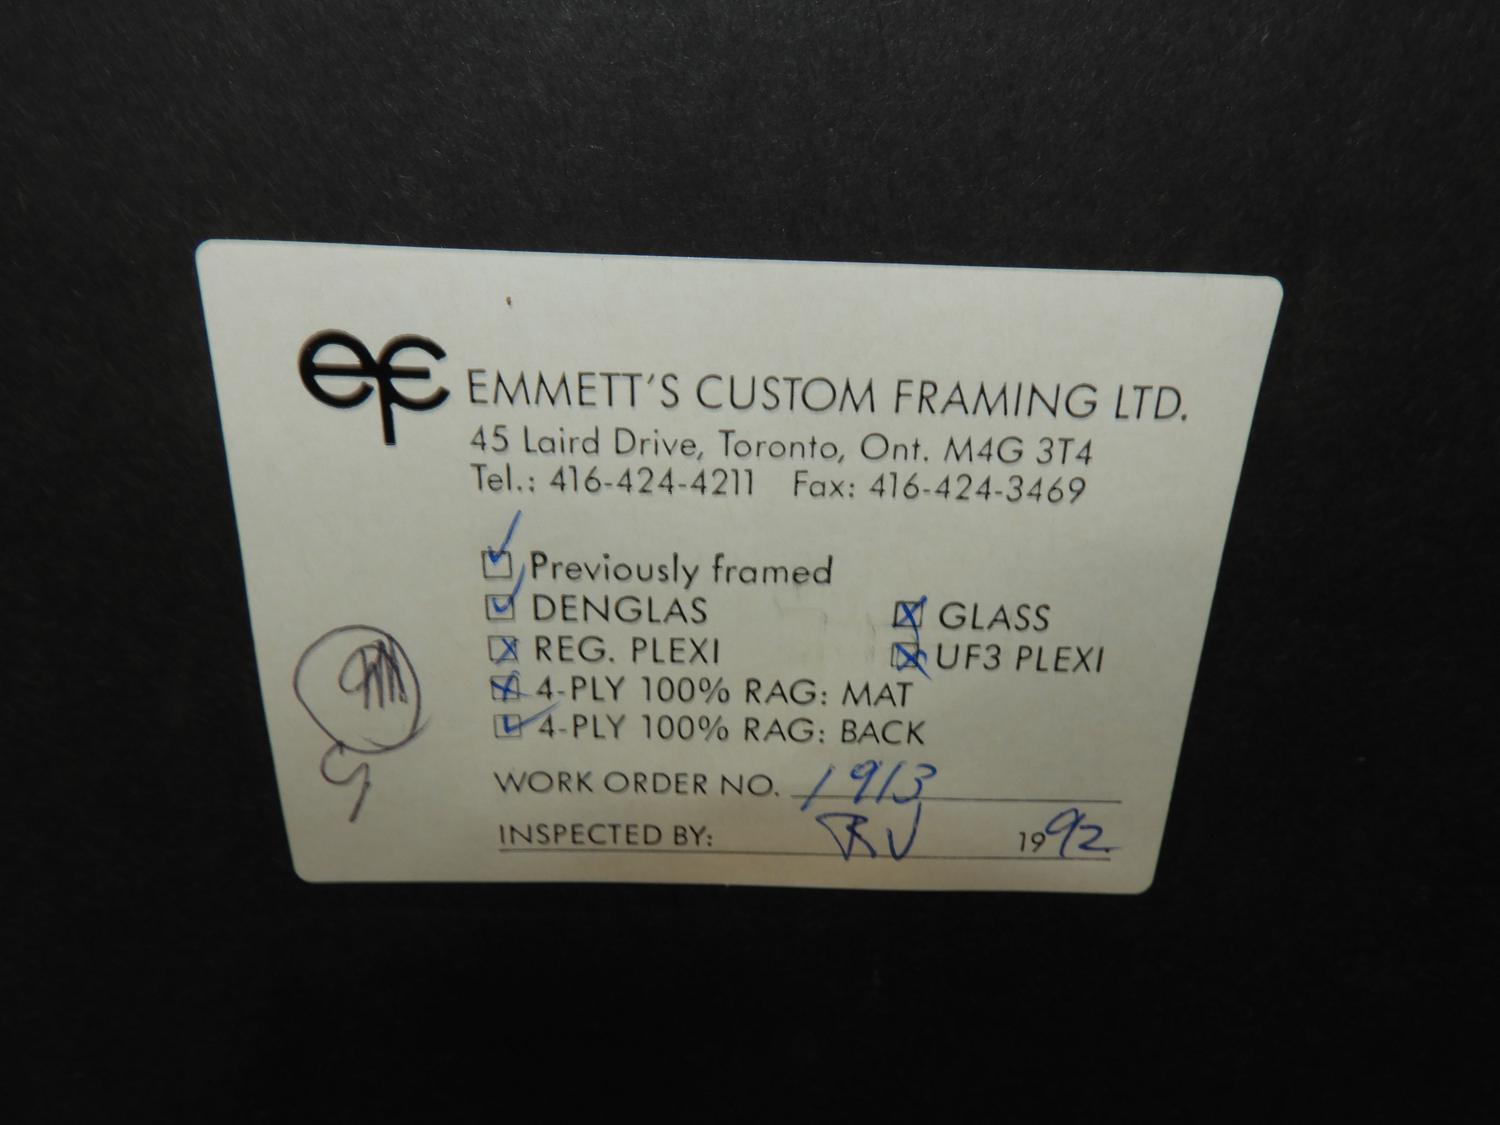 ef EMMETT'S CUSTOM FRAMING LTD.
45 Laird Drive, Toronto, Ont. M4G 3T4
Tel.: 416-424-4211 Fax: 416-424-3469
Previously framed
DENGLAS GLASS
REG. PLEXI UF3 PLEXI
4-PLY 100% RAG: MAT
4-PLY 100% RAG: BACK
WORK ORDER NO. 1913
INSPECTED BY: RV 1992